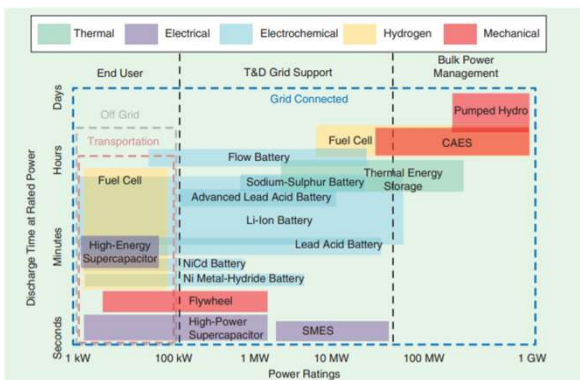 Thermal
Electrical
Electrochemical
Hydrogen
Mechanical
End User
T&D Grid Support
Bulk Power
Management
Days
Hours
Minutes
Seconds
Discharge Time at Rated Power
Grid Connected
Off Grid
Transportation
Pumped Hydro
Fuel Cell
CAES
Flow Battery
Fuel Cell
Sodium-Sulphur Battery
Thermal Energy
Storage
Advanced Lead Acid Battery
Li-Ion Battery
High-Energy
Supercapacitor
Lead Acid Battery
NiCd Battery
Ni Metal-Hydride Battery
Flywheel
High-Power
Supercapacitor
SMES
1 kW
100 kW
1 MW
10 MW
100 MW
1 GW
Power Ratings